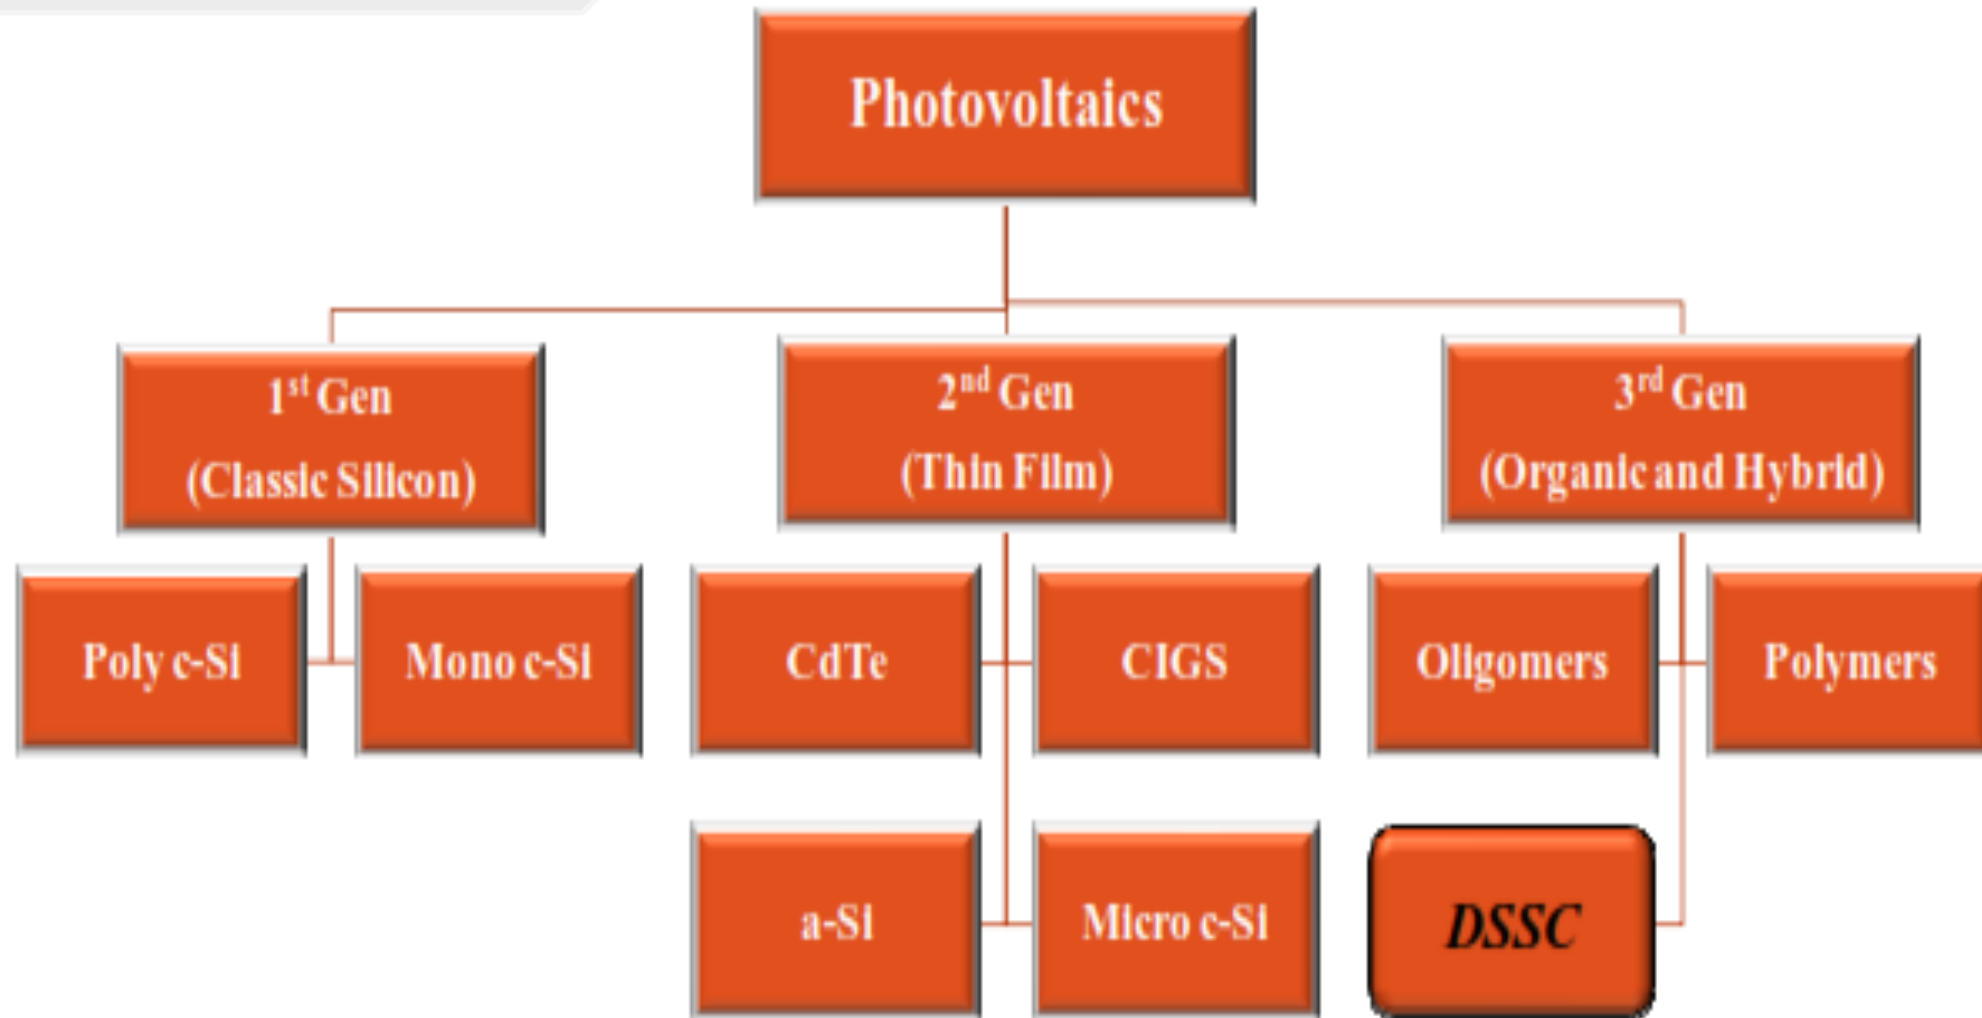 Photovoltaics
1st Gen
(Classic Silicon)
2nd Gen
(Thin Film)
3rd Gen
(Organic and Hybrid)
Poly c-Si
Mono c-Si
CdTe
CIGS
Oligomers
Polymers
a-Si
Micro c-Si
DSSC